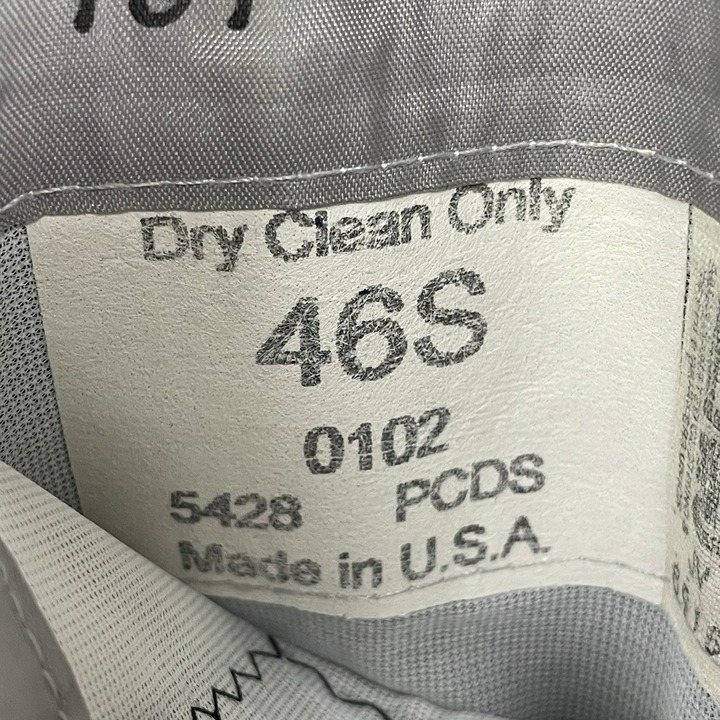 Dry Clean Only
46S
0102
5428 PCDS
Made in U.S.A.